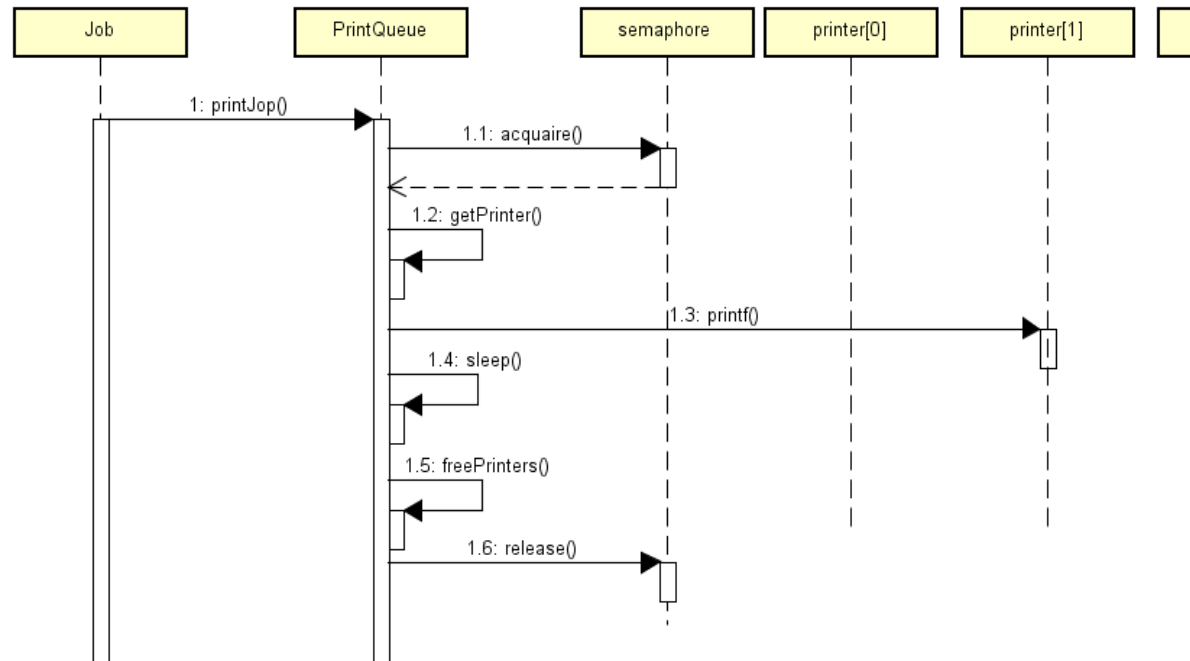 Job
PrintQueue
semaphore
printer[0]
printer[1]
1: printJop()
1.1: acquaire()
1.2: getPrinter()
1.3: printf()
1.4: sleep()
1.5: freePrinters()
1.6: release()